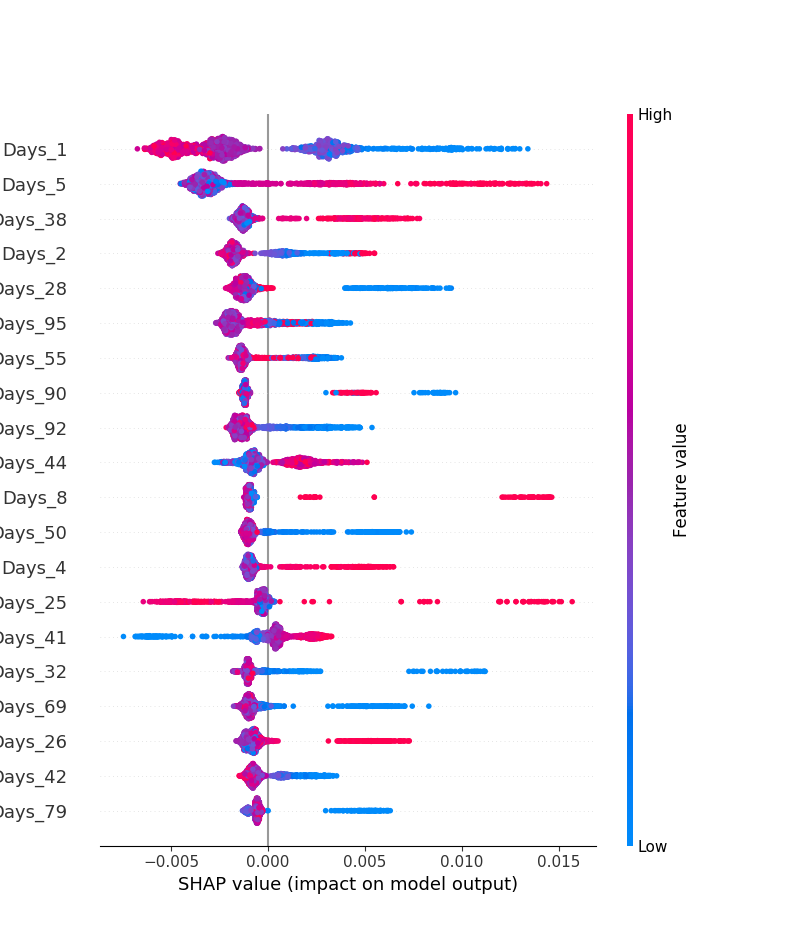 High
Days_1
Days_5
Days_38
Days_2
Days_28
Days_95
Days_55
Days_90
Days_92
Days_44
Days_8
Days_50
Days_4
Days_25
Days_41
Days_32
Days_69
Days_26
Days_42
Days_79
Feature value
Low
−0.005 0.000 0.005 0.010 0.015
SHAP value (impact on model output)